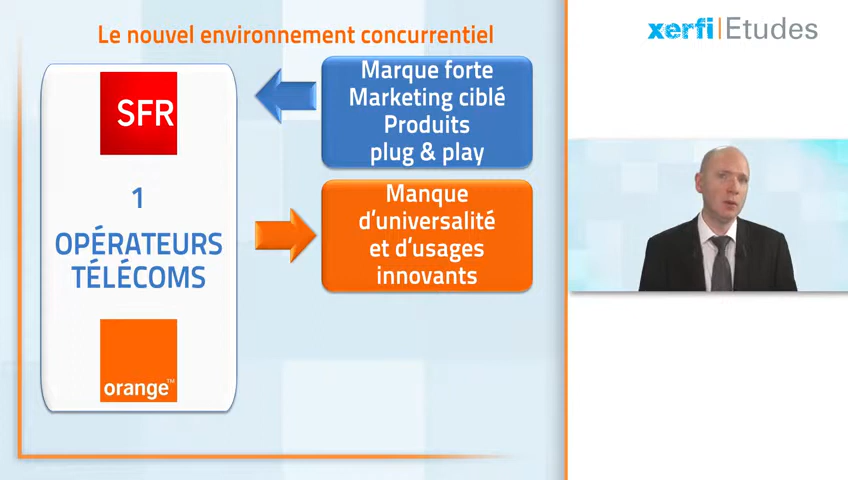 Le nouvel environnement concurrentiel
xerfi Etudes
SFR
1
OPÉRATEURS
TÉLÉCOMS
orange™
Marque forte
Marketing ciblé
Produits
plug & play
Manque
d'universalité
et d'usages
innovants